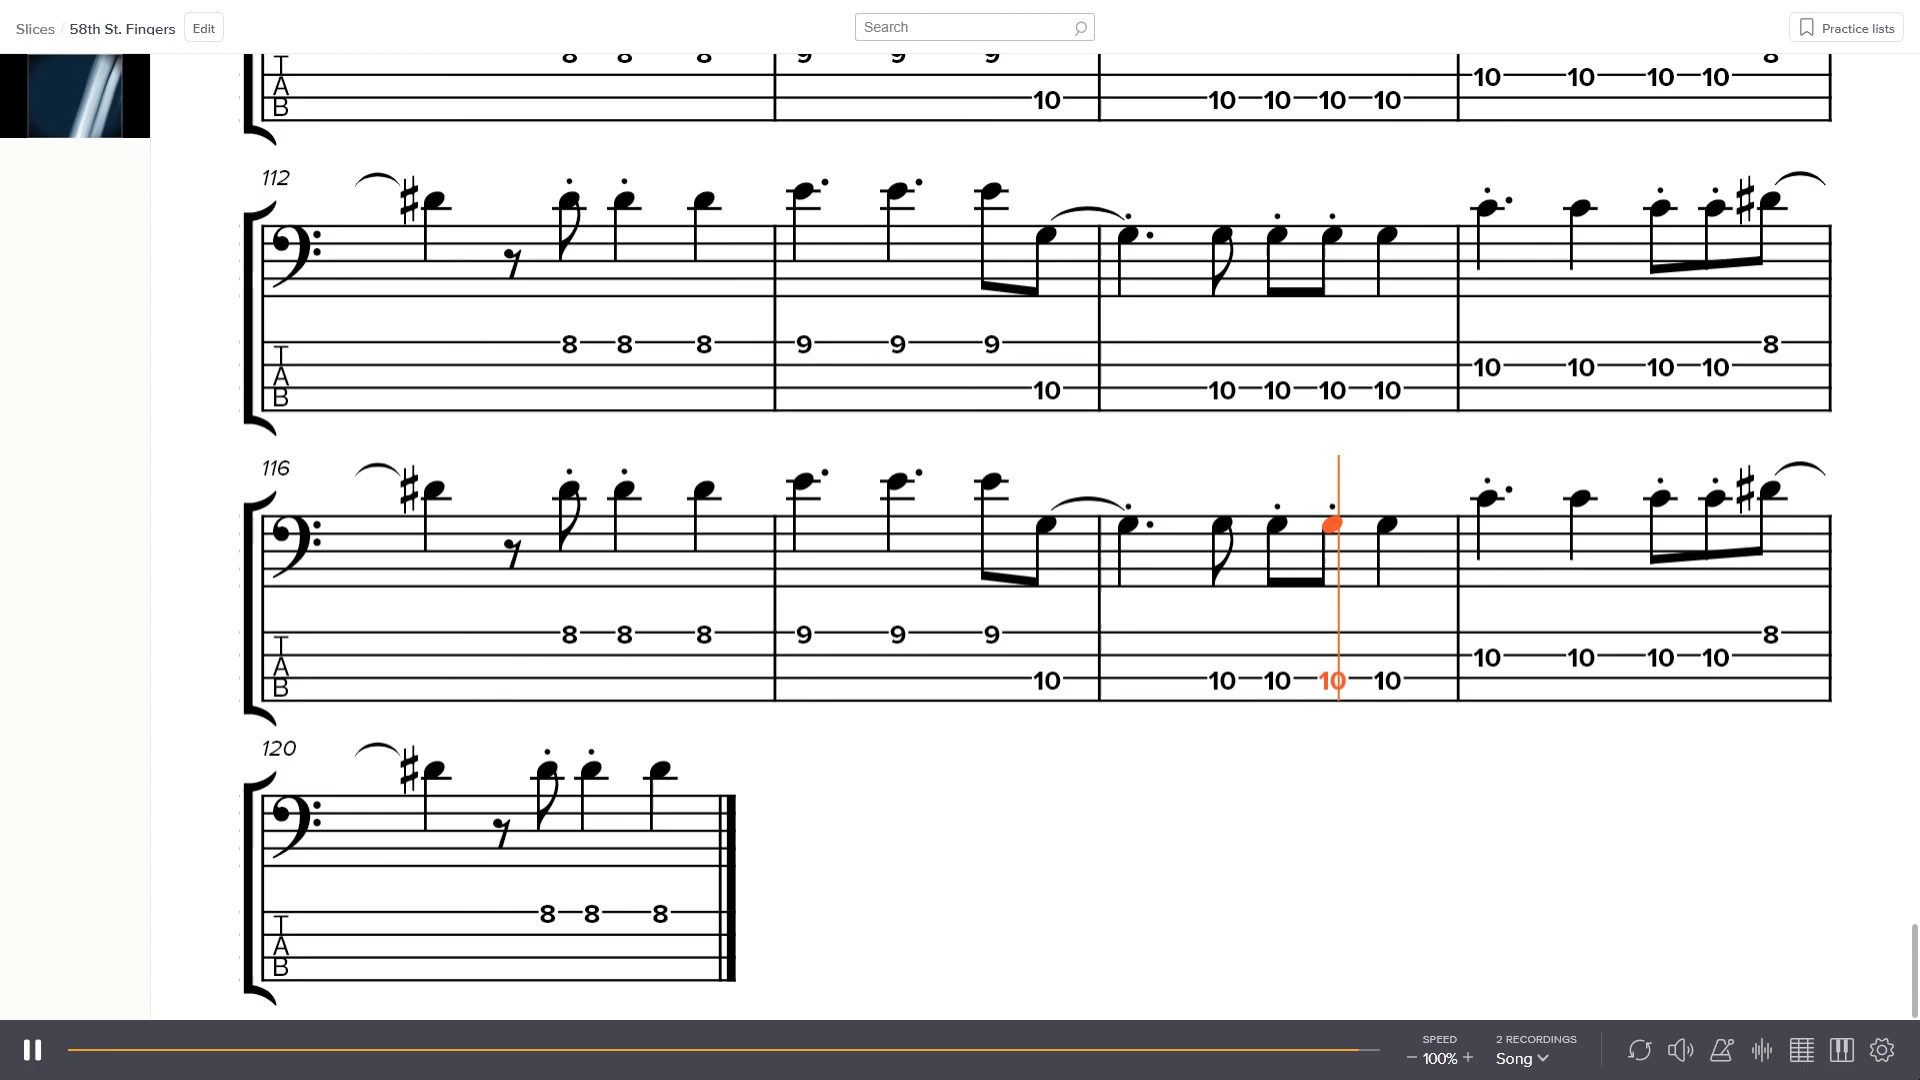 Slices / 58th St. Fingers Edit Search Practice lists
8 8 8 9 9 9 8
T A B 10 10 10 10 10 10 10 10 10
112
8 8 8 9 9 9 8
10 10 10 10
T A B 10 10 10 10 10
116
8 8 8 9 9 9 8
10 10 10 10
T A B 10 10 10 10 10
120
8 8 8
T A B
SPEED 2 RECORDINGS
− 100% + Song